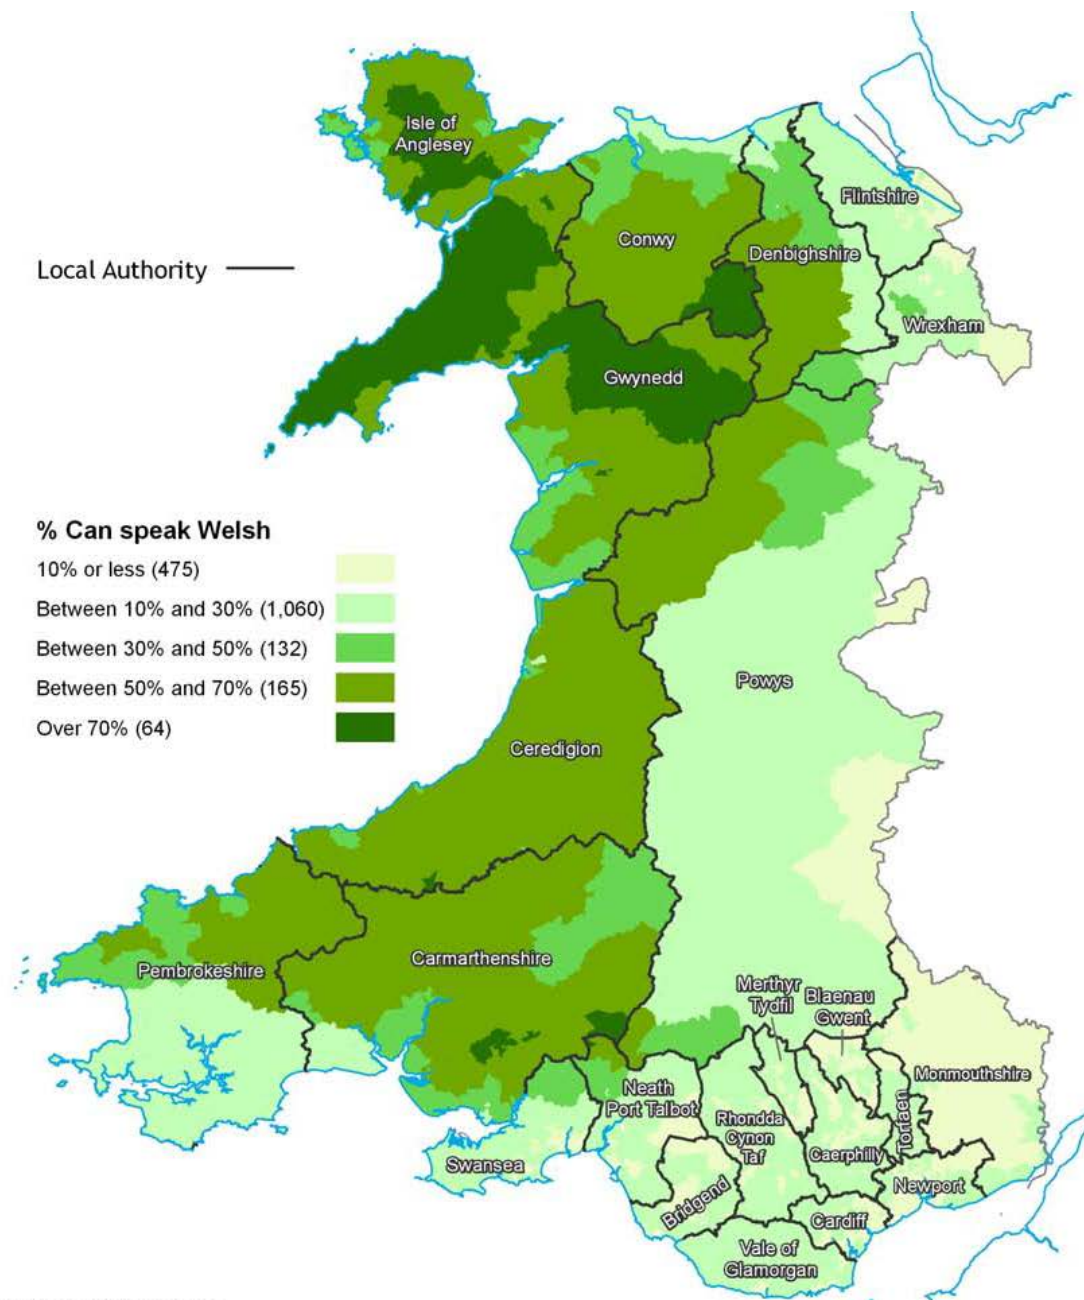 Isle of
Anglesey
Flintshire
Conwy
Denbighshire
Local Authority
Wrexham
Gwynedd
% Can speak Welsh
10% or less (475)
Between 10% and 30% (1,060)
Between 30% and 50% (132)
Between 50% and 70% (165)
Over 70% (64)
Powys
Ceredigion
Carmarthenshire
Pembrokeshire
Merthyr
Tydfil
Blaenau
Gwent
Monmouthshire
Neath
Port Talbot
Rhondda
Cynon
Taf
Torfaen
Caerphilly
Swansea
Newport
Bridgend
Cardiff
Vale of
Glamorgan